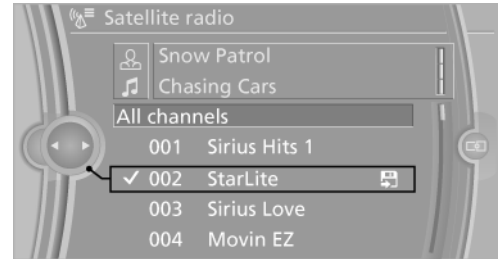 Satellite radio
Snow Patrol
Chasing Cars
All channels
001 Sirius Hits 1
002 StarLite
003 Sirius Love
004 Movin EZ